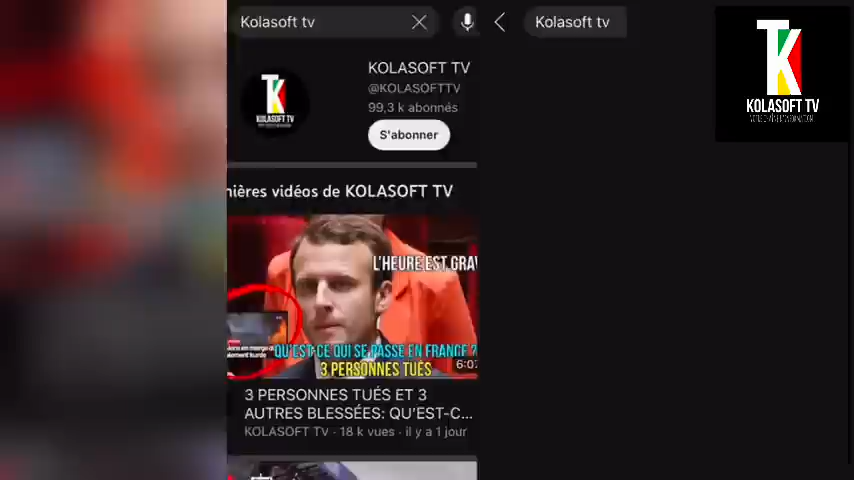 Kolasoft tv
KOLASOFT TV
@KOLASOFTTV
99,3 k abonnés
S'abonner
nières vidéos de KOLASOFT TV
L'HEURE EST GRAV
QU'EST-CE QUI SE PASSE EN FRANCE ?
3 PERSONNES TUÉS
6:07
3 PERSONNES TUÉS ET 3
AUTRES BLESSÉES: QU'EST-C...
KOLASOFT TV · 18 k vues · il y a 1 jour
Kolasoft tv
TK
KOLASOFT TV